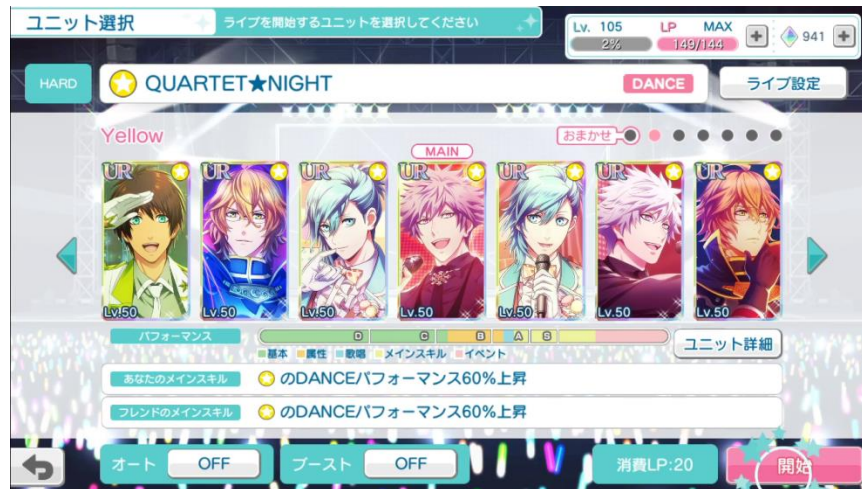 ユニット選択
ライブを開始するユニットを選択してください
Lv. 105
2%
LP MAX
149/144
941
HARD
QUARTET★NIGHT
DANCE
ライブ設定
Yellow
おまかせ
MAIN
UR UR UR UR UR UR UR
Lv.50 Lv.50 Lv.50 Lv.50 Lv.50 Lv.50 Lv.50
パフォーマンス
D C B A S
基本 属性 歌唱 メインスキル イベント
ユニット詳細
あなたのメインスキル
のDANCEパフォーマンス60%上昇
フレンドのメインスキル
のDANCEパフォーマンス60%上昇
オート OFF
ブースト OFF
消費LP:20
開始